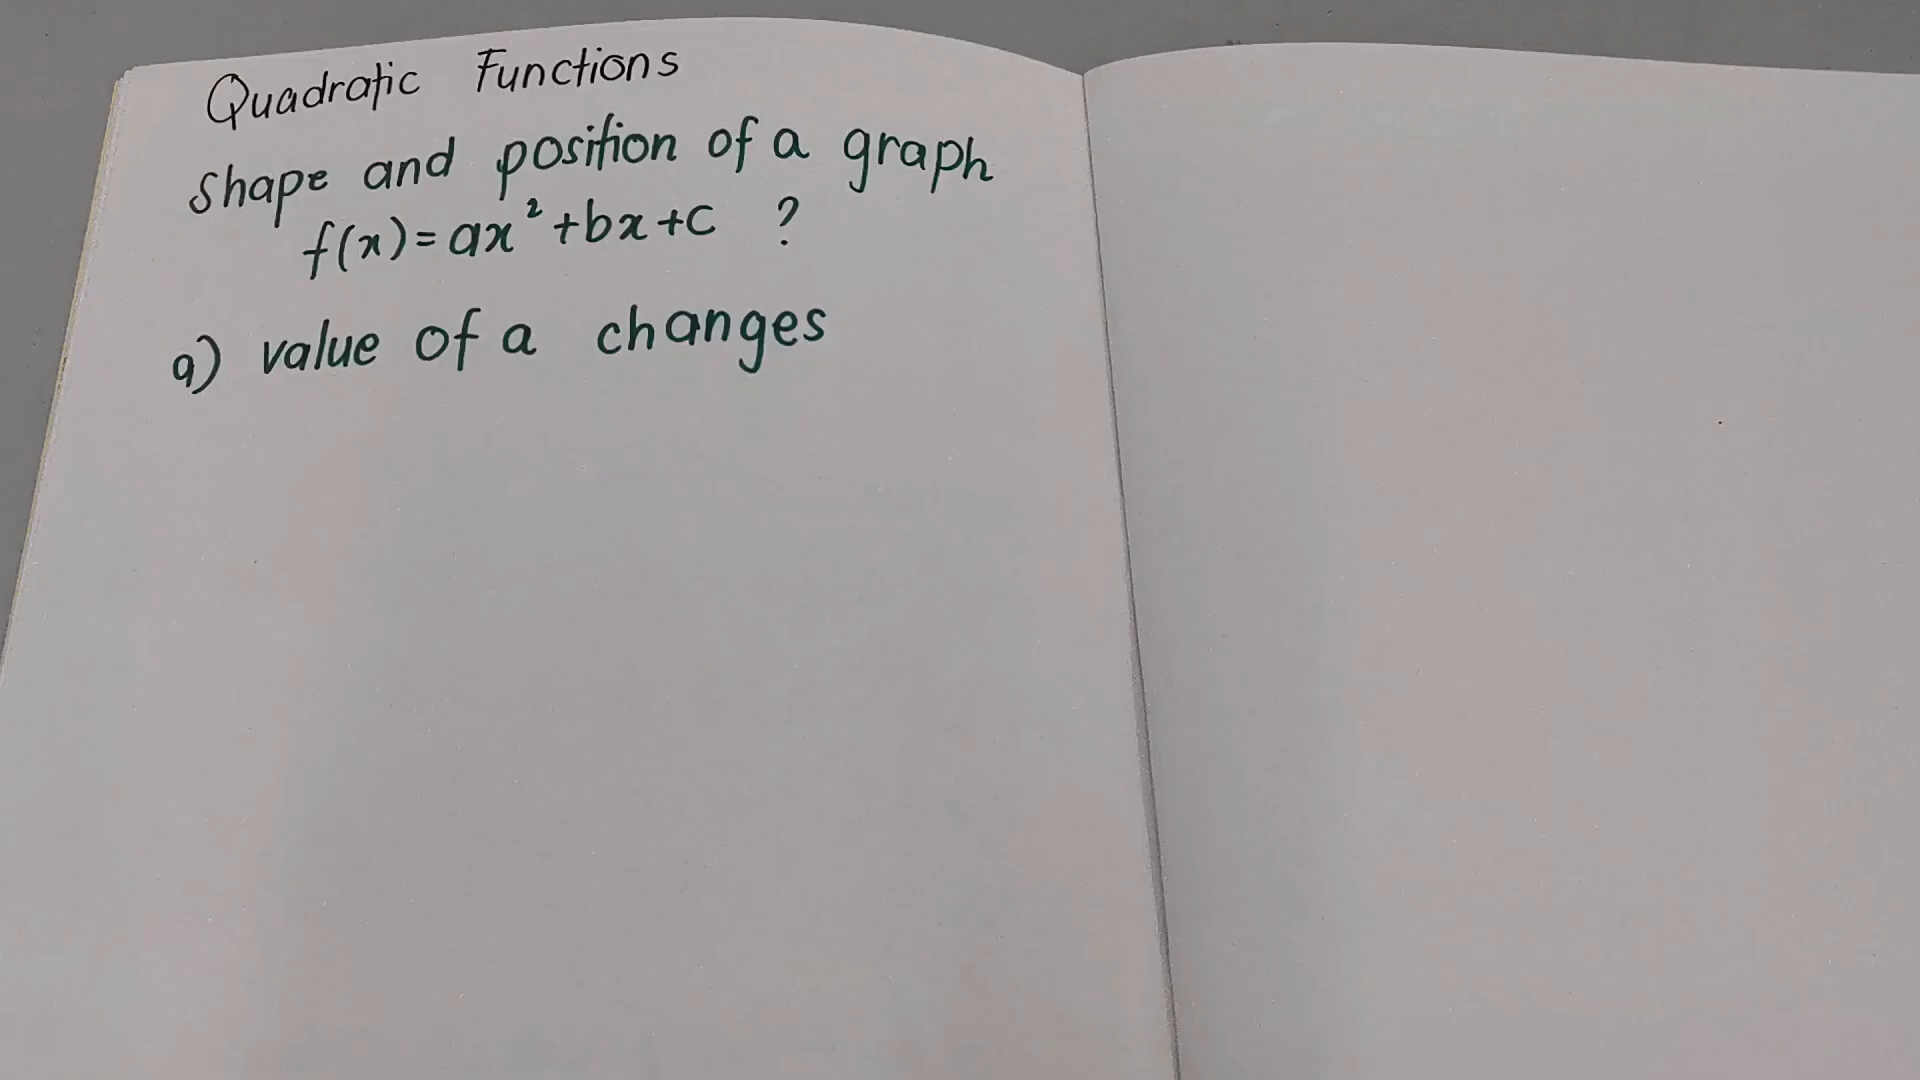 Quadratic Functions
shape and position of a graph
f(x)=ax²+bx+c ?
a) value of a changes